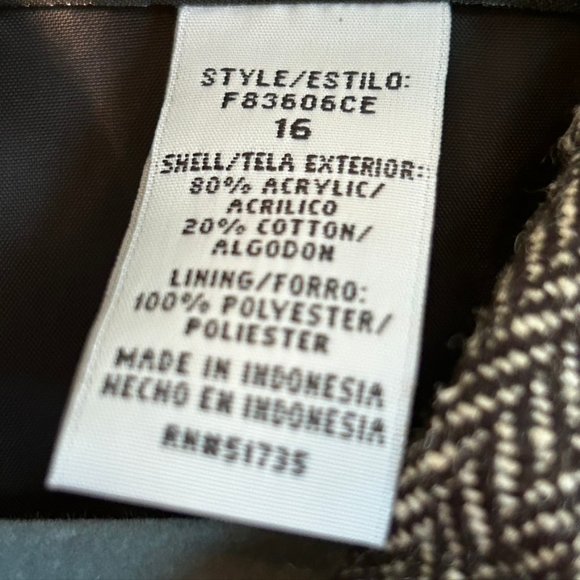 STYLE/ESTILO:
F83606CE
16
SHELL/TELA EXTERIOR:
80% ACRYLIC/
ACRILICO
20% COTTON/
ALGODON
LINING/FORRO:
100% POLYESTER/
POLIESTER
MADE IN INDONESIA
HECHO EN INDONESIA
RN#51735